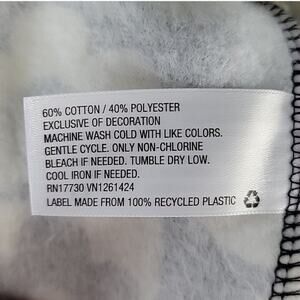 60% COTTON / 40% POLYESTER
EXCLUSIVE OF DECORATION
MACHINE WASH COLD WITH LIKE COLORS.
GENTLE CYCLE. ONLY NON-CHLORINE
BLEACH IF NEEDED. TUMBLE DRY LOW.
COOL IRON IF NEEDED.
RN17730 VN1261424
LABEL MADE FROM 100% RECYCLED PLASTIC